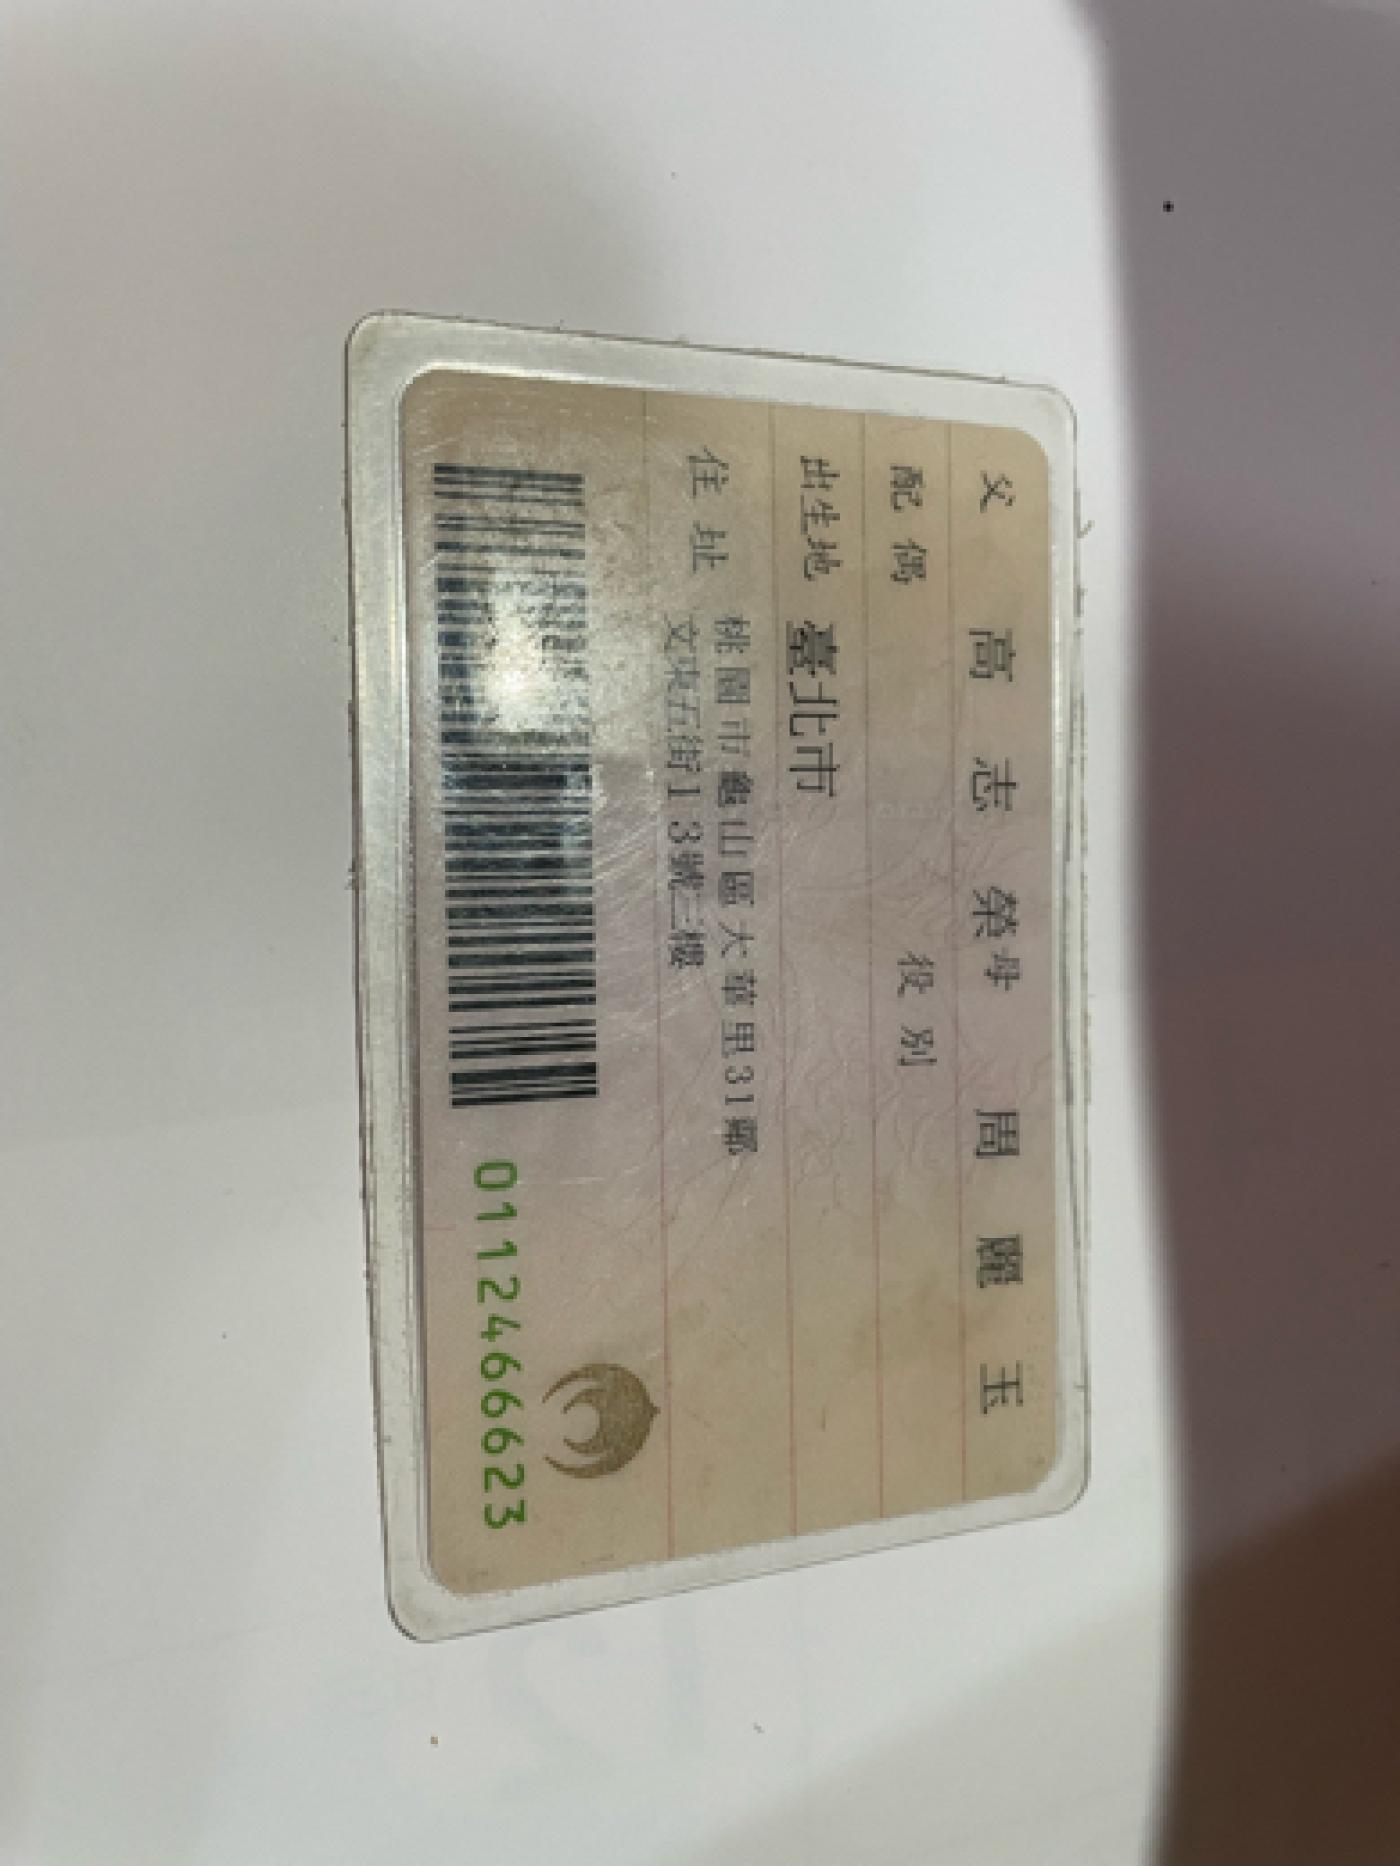 父 高志榮 母 周麗玉
配偶 役別
出生地 臺北市
住址 桃園市龜山區大華里31鄰
文央五街13號三樓
0112466623